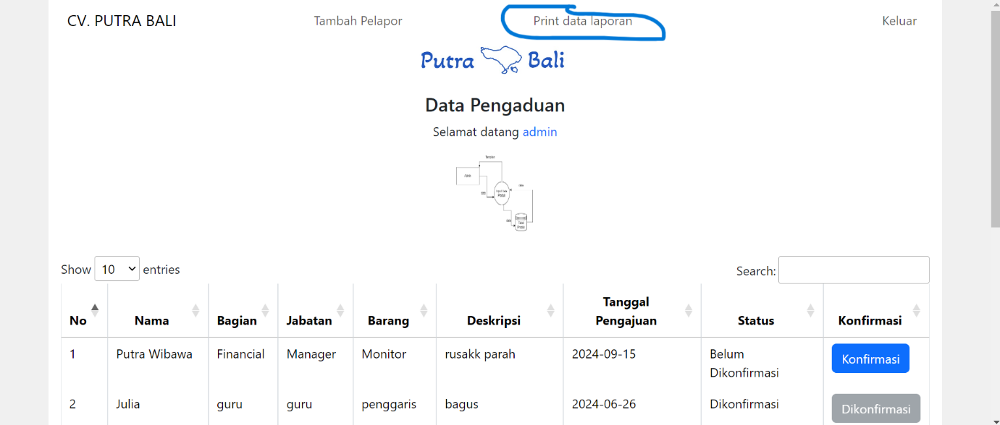 CV. PUTRA BALI Tambah Pelapor Print data laporan Keluar
Putra Bali
Data Pengaduan
Selamat datang admin
Show 10 entries Search:
No Nama Bagian Jabatan Barang Deskripsi Tanggal Pengajuan Status Konfirmasi
1 Putra Wibawa Financial Manager Monitor rusakk parah 2024-09-15 Belum Dikonfirmasi Konfirmasi
2 Julia guru guru penggaris bagus 2024-06-26 Dikonfirmasi Dikonfirmasi